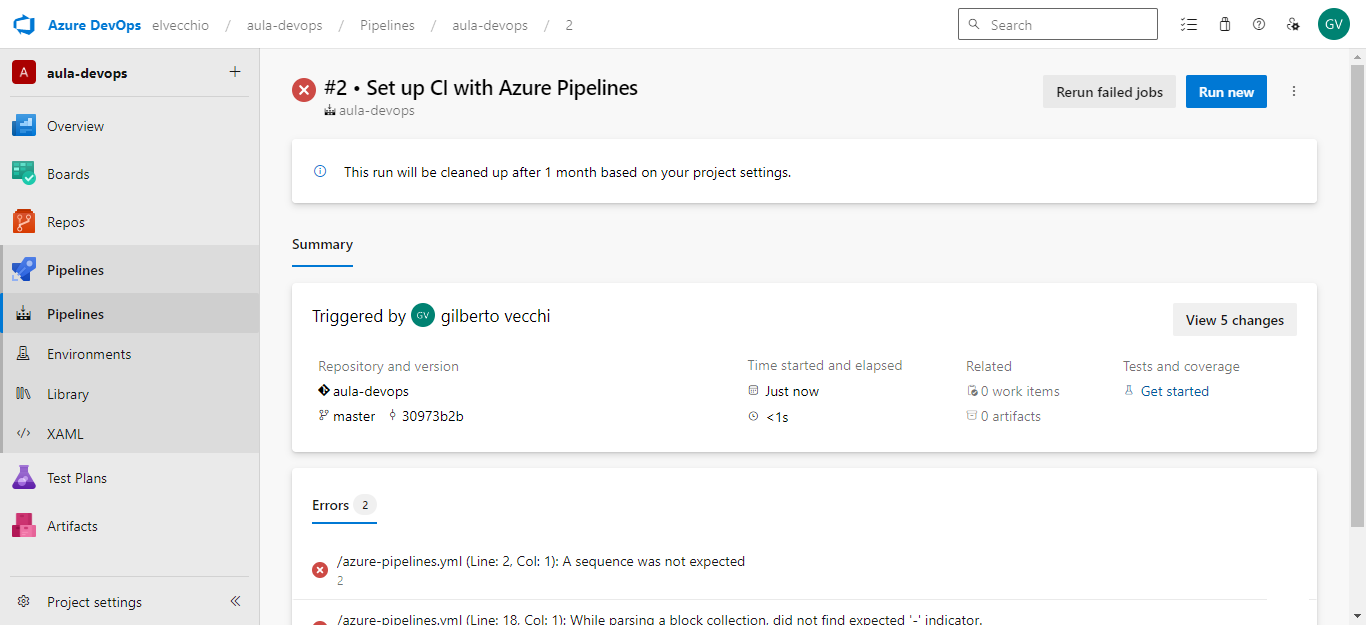 Azure DevOps elvecchio / aula-devops / Pipelines / aula-devops / 2
Search
GV
A aula-devops +
Overview
Boards
Repos
Pipelines
Pipelines
Environments
Library
XAML
Test Plans
Artifacts
Project settings
#2 • Set up CI with Azure Pipelines
aula-devops
Rerun failed jobs
Run new
This run will be cleaned up after 1 month based on your project settings.
Summary
Triggered by GV gilberto vecchi
View 5 changes
Repository and version
aula-devops
master 30973b2b
Time started and elapsed
Just now
<1s
Related
0 work items
0 artifacts
Tests and coverage
Get started
Errors 2
/azure-pipelines.yml (Line: 2, Col: 1): A sequence was not expected
2
/azure-pipelines.yml (Line: 18, Col: 1): While parsing a block collection, did not find expected '-' indicator.